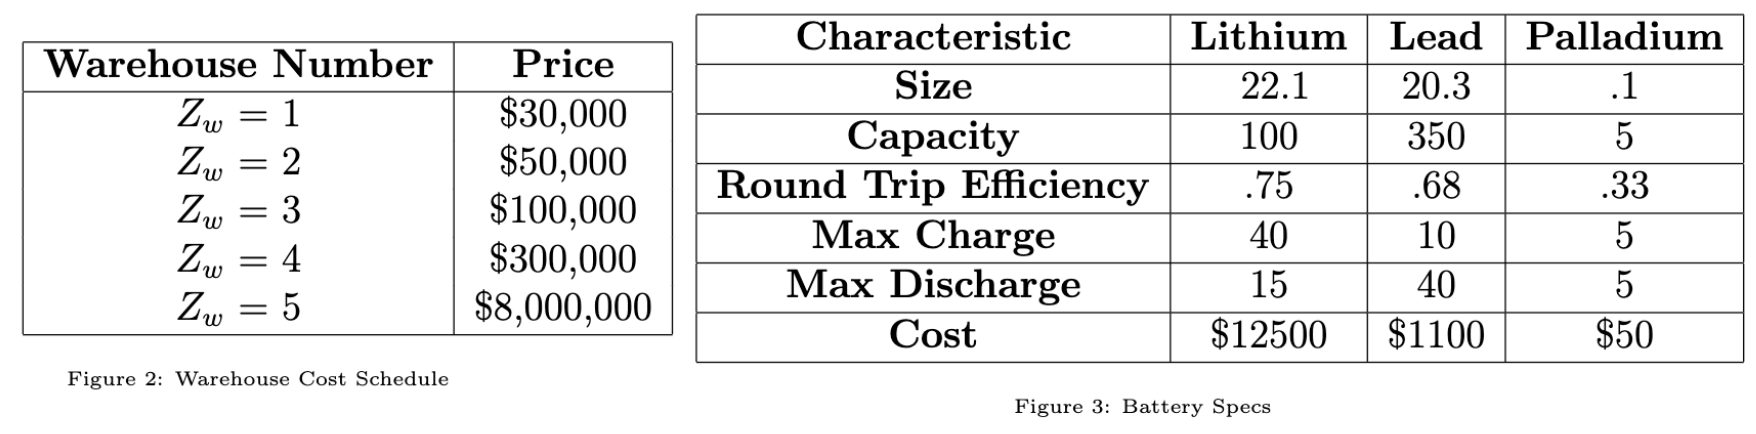 Warehouse Number Price
Z_w = 1 $30,000
Z_w = 2 $50,000
Z_w = 3 $100,000
Z_w = 4 $300,000
Z_w = 5 $8,000,000
Figure 2: Warehouse Cost Schedule
Characteristic Lithium Lead Palladium
Size 22.1 20.3 .1
Capacity 100 350 5
Round Trip Efficiency .75 .68 .33
Max Charge 40 10 5
Max Discharge 15 40 5
Cost $12500 $1100 $50
Figure 3: Battery Specs